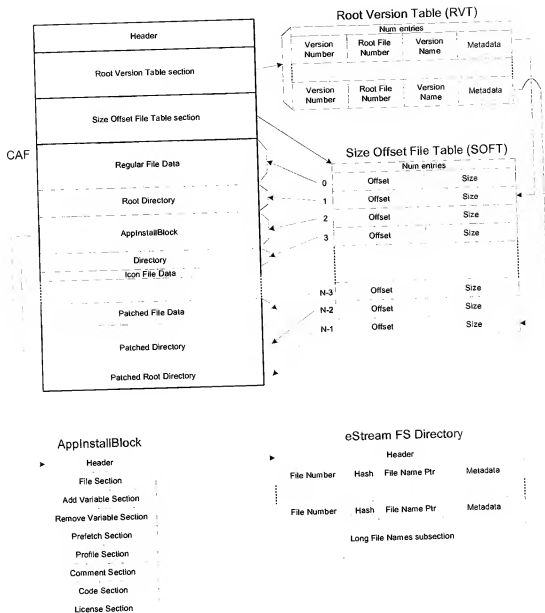 Root Version Table (RVT)
Num entries
Version Number
Root File Number
Version Name
Metadata
Version Number
Root File Number
Version Name
Metadata
CAF
Header
Root Version Table section
Size Offset File Table section
Regular File Data
Root Directory
AppInstallBlock
Directory
Icon File Data
Patched File Data
Patched Directory
Patched Root Directory
Size Offset File Table (SOFT)
Num entries
0 Offset Size
1 Offset Size
2 Offset Size
3 Offset Size
N-3 Offset Size
N-2 Offset Size
N-1 Offset Size
AppInstallBlock
Header
File Section
Add Variable Section
Remove Variable Section
Prefetch Section
Profile Section
Comment Section
Code Section
License Section
eStream FS Directory
Header
File Number Hash File Name Ptr Metadata
File Number Hash File Name Ptr Metadata
Long File Names subsection